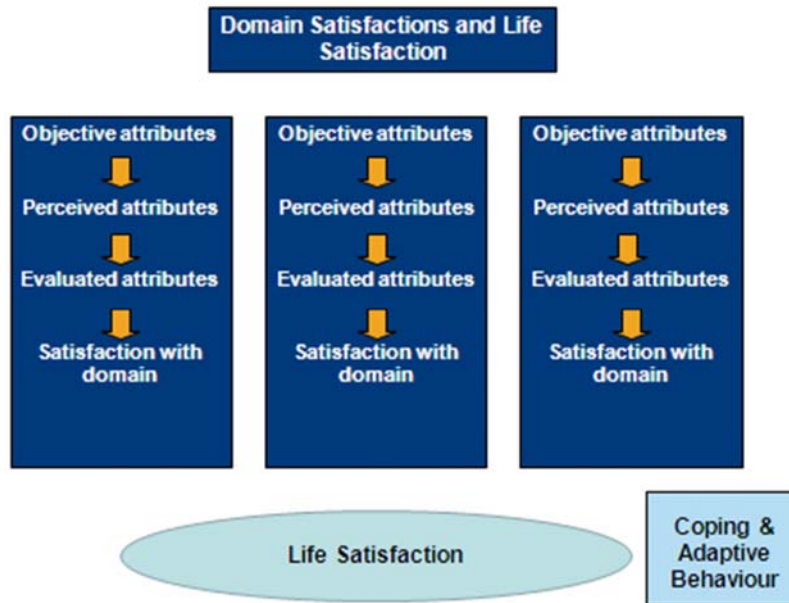 Domain Satisfactions and Life
Satisfaction
Objective attributes
Perceived attributes
Evaluated attributes
Satisfaction with
domain
Objective attributes
Perceived attributes
Evaluated attributes
Satisfaction with
domain
Objective attributes
Perceived attributes
Evaluated attributes
Satisfaction with
domain
Life Satisfaction
Coping &
Adaptive
Behaviour